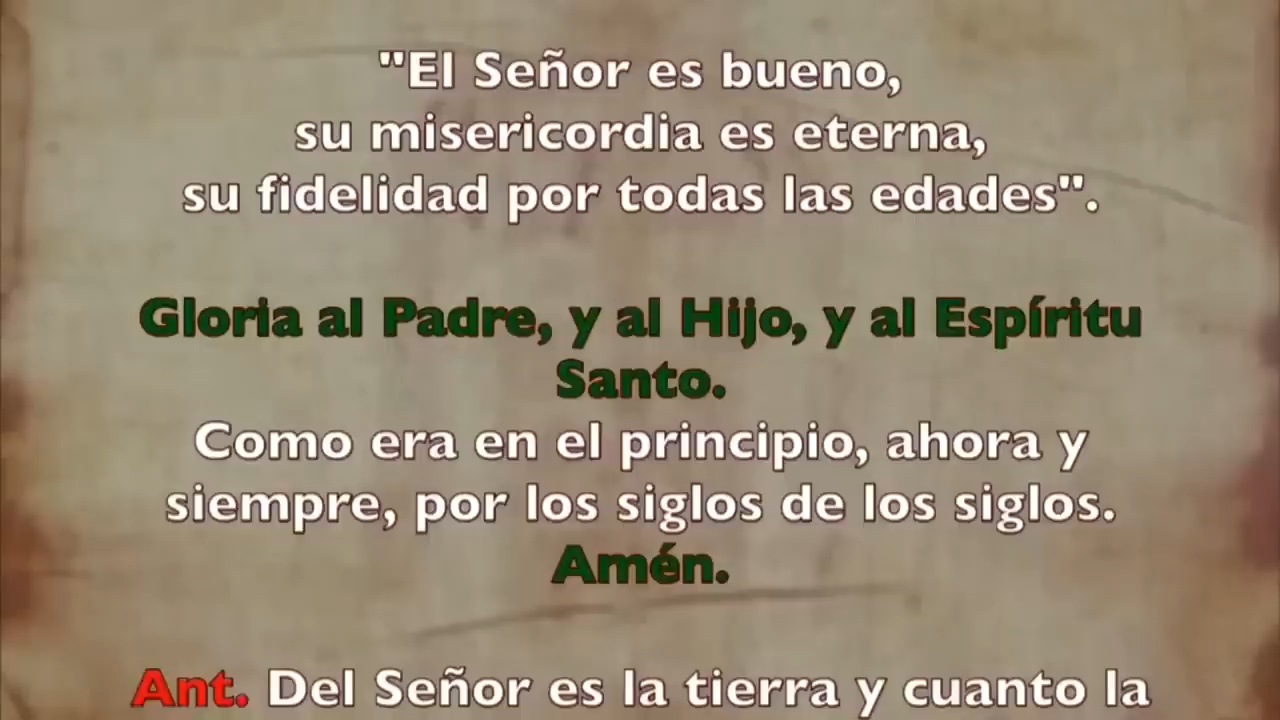 "El Señor es bueno,
su misericordia es eterna,
su fidelidad por todas las edades".
Gloria al Padre, y al Hijo, y al Espíritu
Santo.
Como era en el principio, ahora y
siempre, por los siglos de los siglos.
Amén.
Ant. Del Señor es la tierra y cuanto la